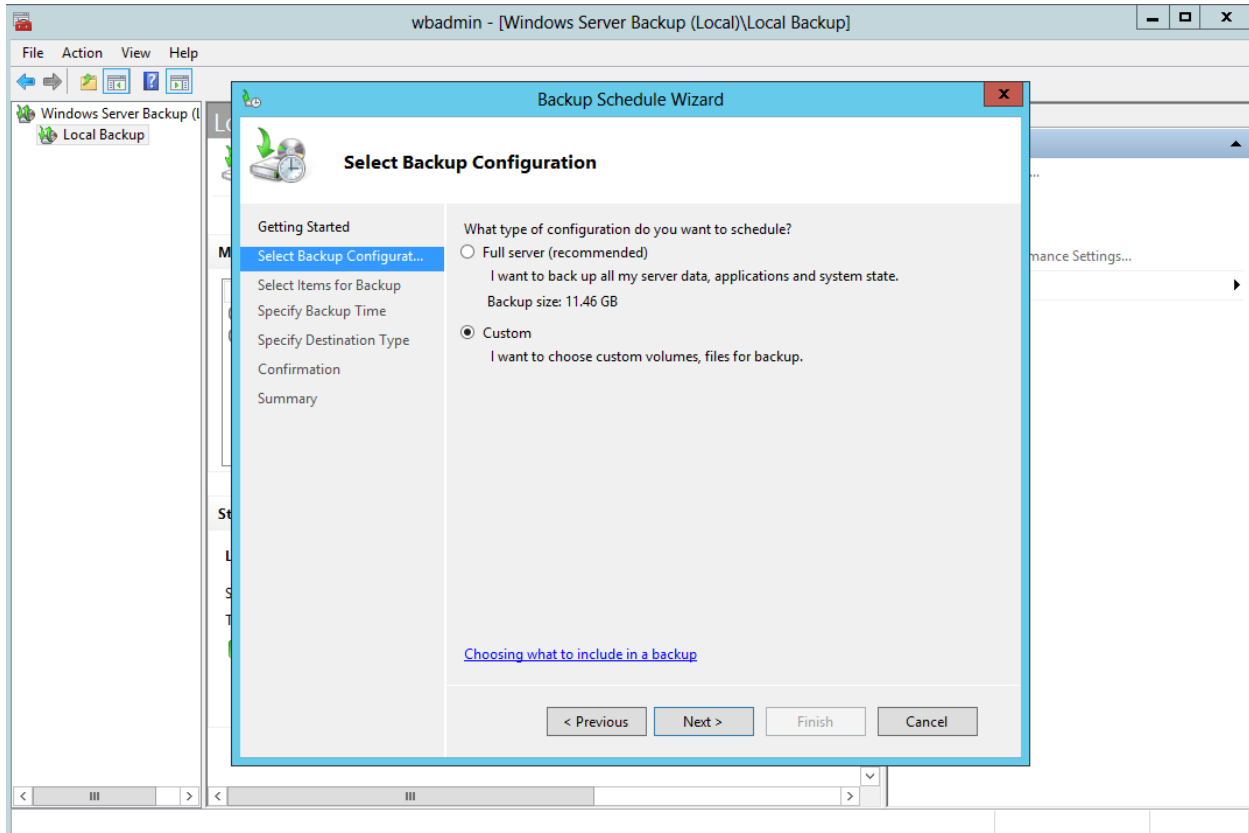 wbadmin - [Windows Server Backup (Local)\Local Backup]
File Action View Help
Windows Server Backup (L
Local Backup
Backup Schedule Wizard
Select Backup Configuration
Getting Started
Select Backup Configurat...
Select Items for Backup
Specify Backup Time
Specify Destination Type
Confirmation
Summary
What type of configuration do you want to schedule?
Full server (recommended)
I want to back up all my server data, applications and system state.
Backup size: 11.46 GB
Custom
I want to choose custom volumes, files for backup.
Choosing what to include in a backup
< Previous Next > Finish Cancel
Lo
M
St
L
S
T
...
mance Settings...